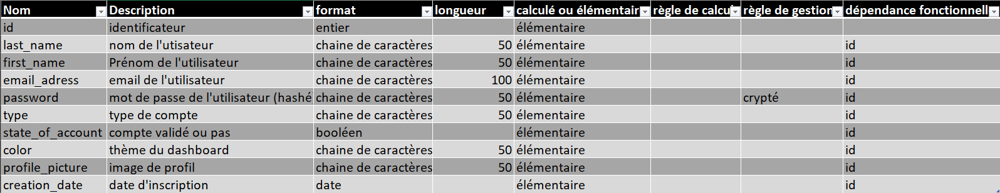 Nom Description format longueur calculé ou élémentair règle de calcu règle de gestion dépendance fonctionnell
id identificateur entier élémentaire
last_name nom de l'utisateur chaine de caractères 50 élémentaire id
first_name Prénom de l'utilisateur chaine de caractères 50 élémentaire id
email_adress email de l'utilisateur chaine de caractères 100 élémentaire id
password mot de passe de l'utilisateur (hashé chaine de caractères 50 élémentaire crypté id
type type de compte chaine de caractères 50 élementaire id
state_of_account compte validé ou pas booléen élémentaire id
color thème du dashboard chaine de caractères 50 élémentaire id
profile_picture image de profil chaine de caractères 50 élémentaire id
creation_date date d'inscription date élémentaire id